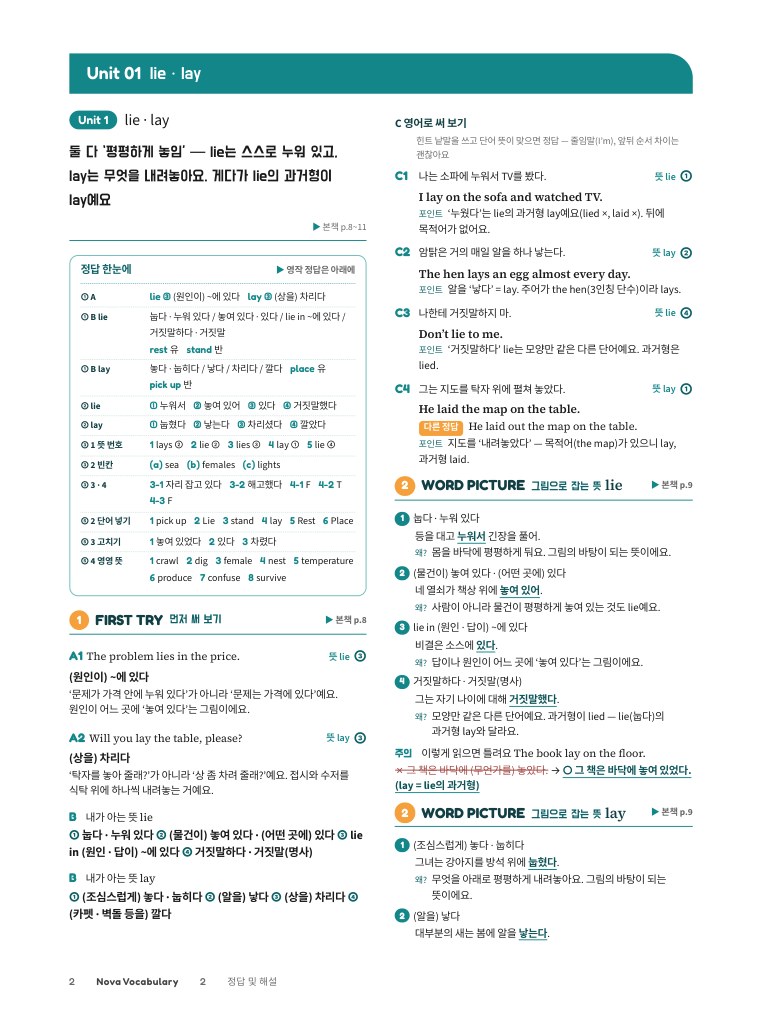 Unit 01 lie · lay
Unit 1 lie · lay
둘 다 '평평하게 놓임' — lie는 스스로 누워 있고,
lay는 무엇을 내려놓아요. 게다가 lie의 과거형이
lay예요
▶ 본책 p.8~11
정답 한눈에 ▶ 영작 정답은 아래에
① A lie ③ (원인이) ~에 있다 lay ③ (상을) 차리다
① B lie 눕다 · 누워 있다 / 놓여 있다 · 있다 / lie in ~에 있다 /
거짓말하다 · 거짓말
rest 유 stand 반
① B lay 놓다 · 눕히다 / 낳다 / 차리다 / 깔다 place 유
pick up 반
② lie ① 누워서 ② 놓여 있어 ③ 있다 ④ 거짓말했다
② lay ① 눕혔다 ② 낳는다 ③ 차리셨다 ④ 깔았다
③ 1 뜻 번호 1 lays ② 2 lie ② 3 lies ③ 4 lay ① 5 lie ④
③ 2 빈칸 (a) sea (b) females (c) lights
③ 3 · 4 3-1 자리 잡고 있다 3-2 해고했다 4-1 F 4-2 T
4-3 F
⑤ 2 단어 넣기 1 pick up 2 Lie 3 stand 4 lay 5 Rest 6 Place
⑤ 3 고치기 1 놓여 있었다 2 있다 3 차렸다
⑤ 4 영영 뜻 1 crawl 2 dig 3 female 4 nest 5 temperature
6 produce 7 confuse 8 survive
1 FIRST TRY 먼저 써 보기 ▶ 본책 p.8
A1 The problem lies in the price. 뜻 lie ③
(원인이) ~에 있다
'문제가 가격 안에 누워 있다'가 아니라 '문제는 가격에 있다'예요.
원인이 어느 곳에 '놓여 있다'는 그림이에요.
A2 Will you lay the table, please? 뜻 lay ③
(상을) 차리다
'탁자를 놓아 줄래?'가 아니라 '상 좀 차려 줄래?'예요. 접시와 수저를
식탁 위에 하나씩 내려놓는 거예요.
B 내가 아는 뜻 lie
① 눕다 · 누워 있다 ② (물건이) 놓여 있다 · (어떤 곳에) 있다 ③ lie
in (원인 · 답이) ~에 있다 ④ 거짓말하다 · 거짓말(명사)
B 내가 아는 뜻 lay
① (조심스럽게) 놓다 · 눕히다 ② (알을) 낳다 ③ (상을) 차리다 ④
(카펫 · 벽돌 등을) 깔다
C 영어로 써 보기
힌트 낱말을 쓰고 단어 뜻이 맞으면 정답 — 줄임말(I'm), 앞뒤 순서 차이는
괜찮아요
C1 나는 소파에 누워서 TV를 봤다. 뜻 lie ①
I lay on the sofa and watched TV.
포인트 '누웠다'는 lie의 과거형 lay예요(lied ×, laid ×). 뒤에
목적어가 없어요.
C2 암탉은 거의 매일 알을 하나 낳는다. 뜻 lay ②
The hen lays an egg almost every day.
포인트 알을 '낳다' = lay. 주어가 the hen(3인칭 단수)이라 lays.
C3 나한테 거짓말하지 마. 뜻 lie ④
Don't lie to me.
포인트 '거짓말하다' lie는 모양만 같은 다른 단어예요. 과거형은
lied.
C4 그는 지도를 탁자 위에 펼쳐 놓았다. 뜻 lay ①
He laid the map on the table.
다른 정답 He laid out the map on the table.
포인트 지도를 '내려놓았다' — 목적어(the map)가 있으니 lay,
과거형 laid.
2 WORD PICTURE 그림으로 잡는 뜻 lie ▶ 본책 p.9
1 눕다 · 누워 있다
등을 대고 누워서 긴장을 풀어.
왜? 몸을 바닥에 평평하게 둬요. 그림의 바탕이 되는 뜻이에요.
2 (물건이) 놓여 있다 · (어떤 곳에) 있다
네 열쇠가 책상 위에 놓여 있어.
왜? 사람이 아니라 물건이 평평하게 놓여 있는 것도 lie예요.
3 lie in (원인 · 답이) ~에 있다
비결은 소스에 있다.
왜? 답이나 원인이 어느 곳에 '놓여 있다'는 그림이에요.
4 거짓말하다 · 거짓말(명사)
그는 자기 나이에 대해 거짓말했다.
왜? 모양만 같은 다른 단어예요. 과거형이 lied — lie(눕다)의
과거형 lay와 달라요.
주의 이렇게 읽으면 틀려요 The book lay on the floor.
× 그 책은 바닥에 (무언가를) 놓았다. → ○ 그 책은 바닥에 놓여 있었다.
(lay = lie의 과거형)
2 WORD PICTURE 그림으로 잡는 뜻 lay ▶ 본책 p.9
1 (조심스럽게) 놓다 · 눕히다
그녀는 강아지를 방석 위에 눕혔다.
왜? 무엇을 아래로 평평하게 내려놓아요. 그림의 바탕이 되는
뜻이에요.
2 (알을) 낳다
대부분의 새는 봄에 알을 낳는다.
2 Nova Vocabulary 2 정답 및 해설